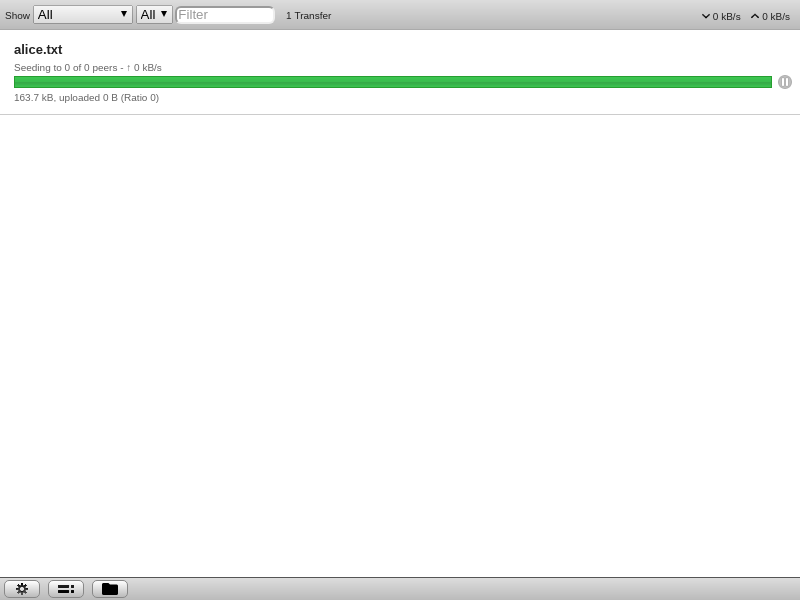 Show All All Filter 1 Transfer 0 kB/s 0 kB/s
alice.txt
Seeding to 0 of 0 peers - ↑ 0 kB/s
163.7 kB, uploaded 0 B (Ratio 0)